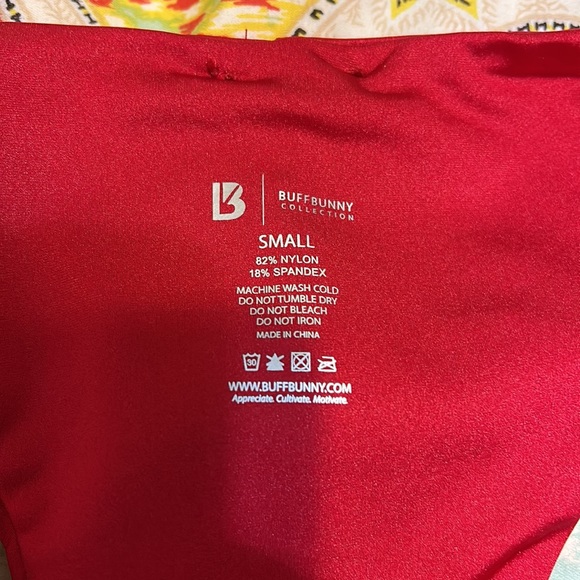 B
BUFFBUNNY
COLLECTION
SMALL
82% NYLON
18% SPANDEX
MACHINE WASH COLD
DO NOT TUMBLE DRY
DO NOT BLEACH
DO NOT IRON
MADE IN CHINA
30
WWW.BUFFBUNNY.COM
Appreciate. Cultivate. Motivate.